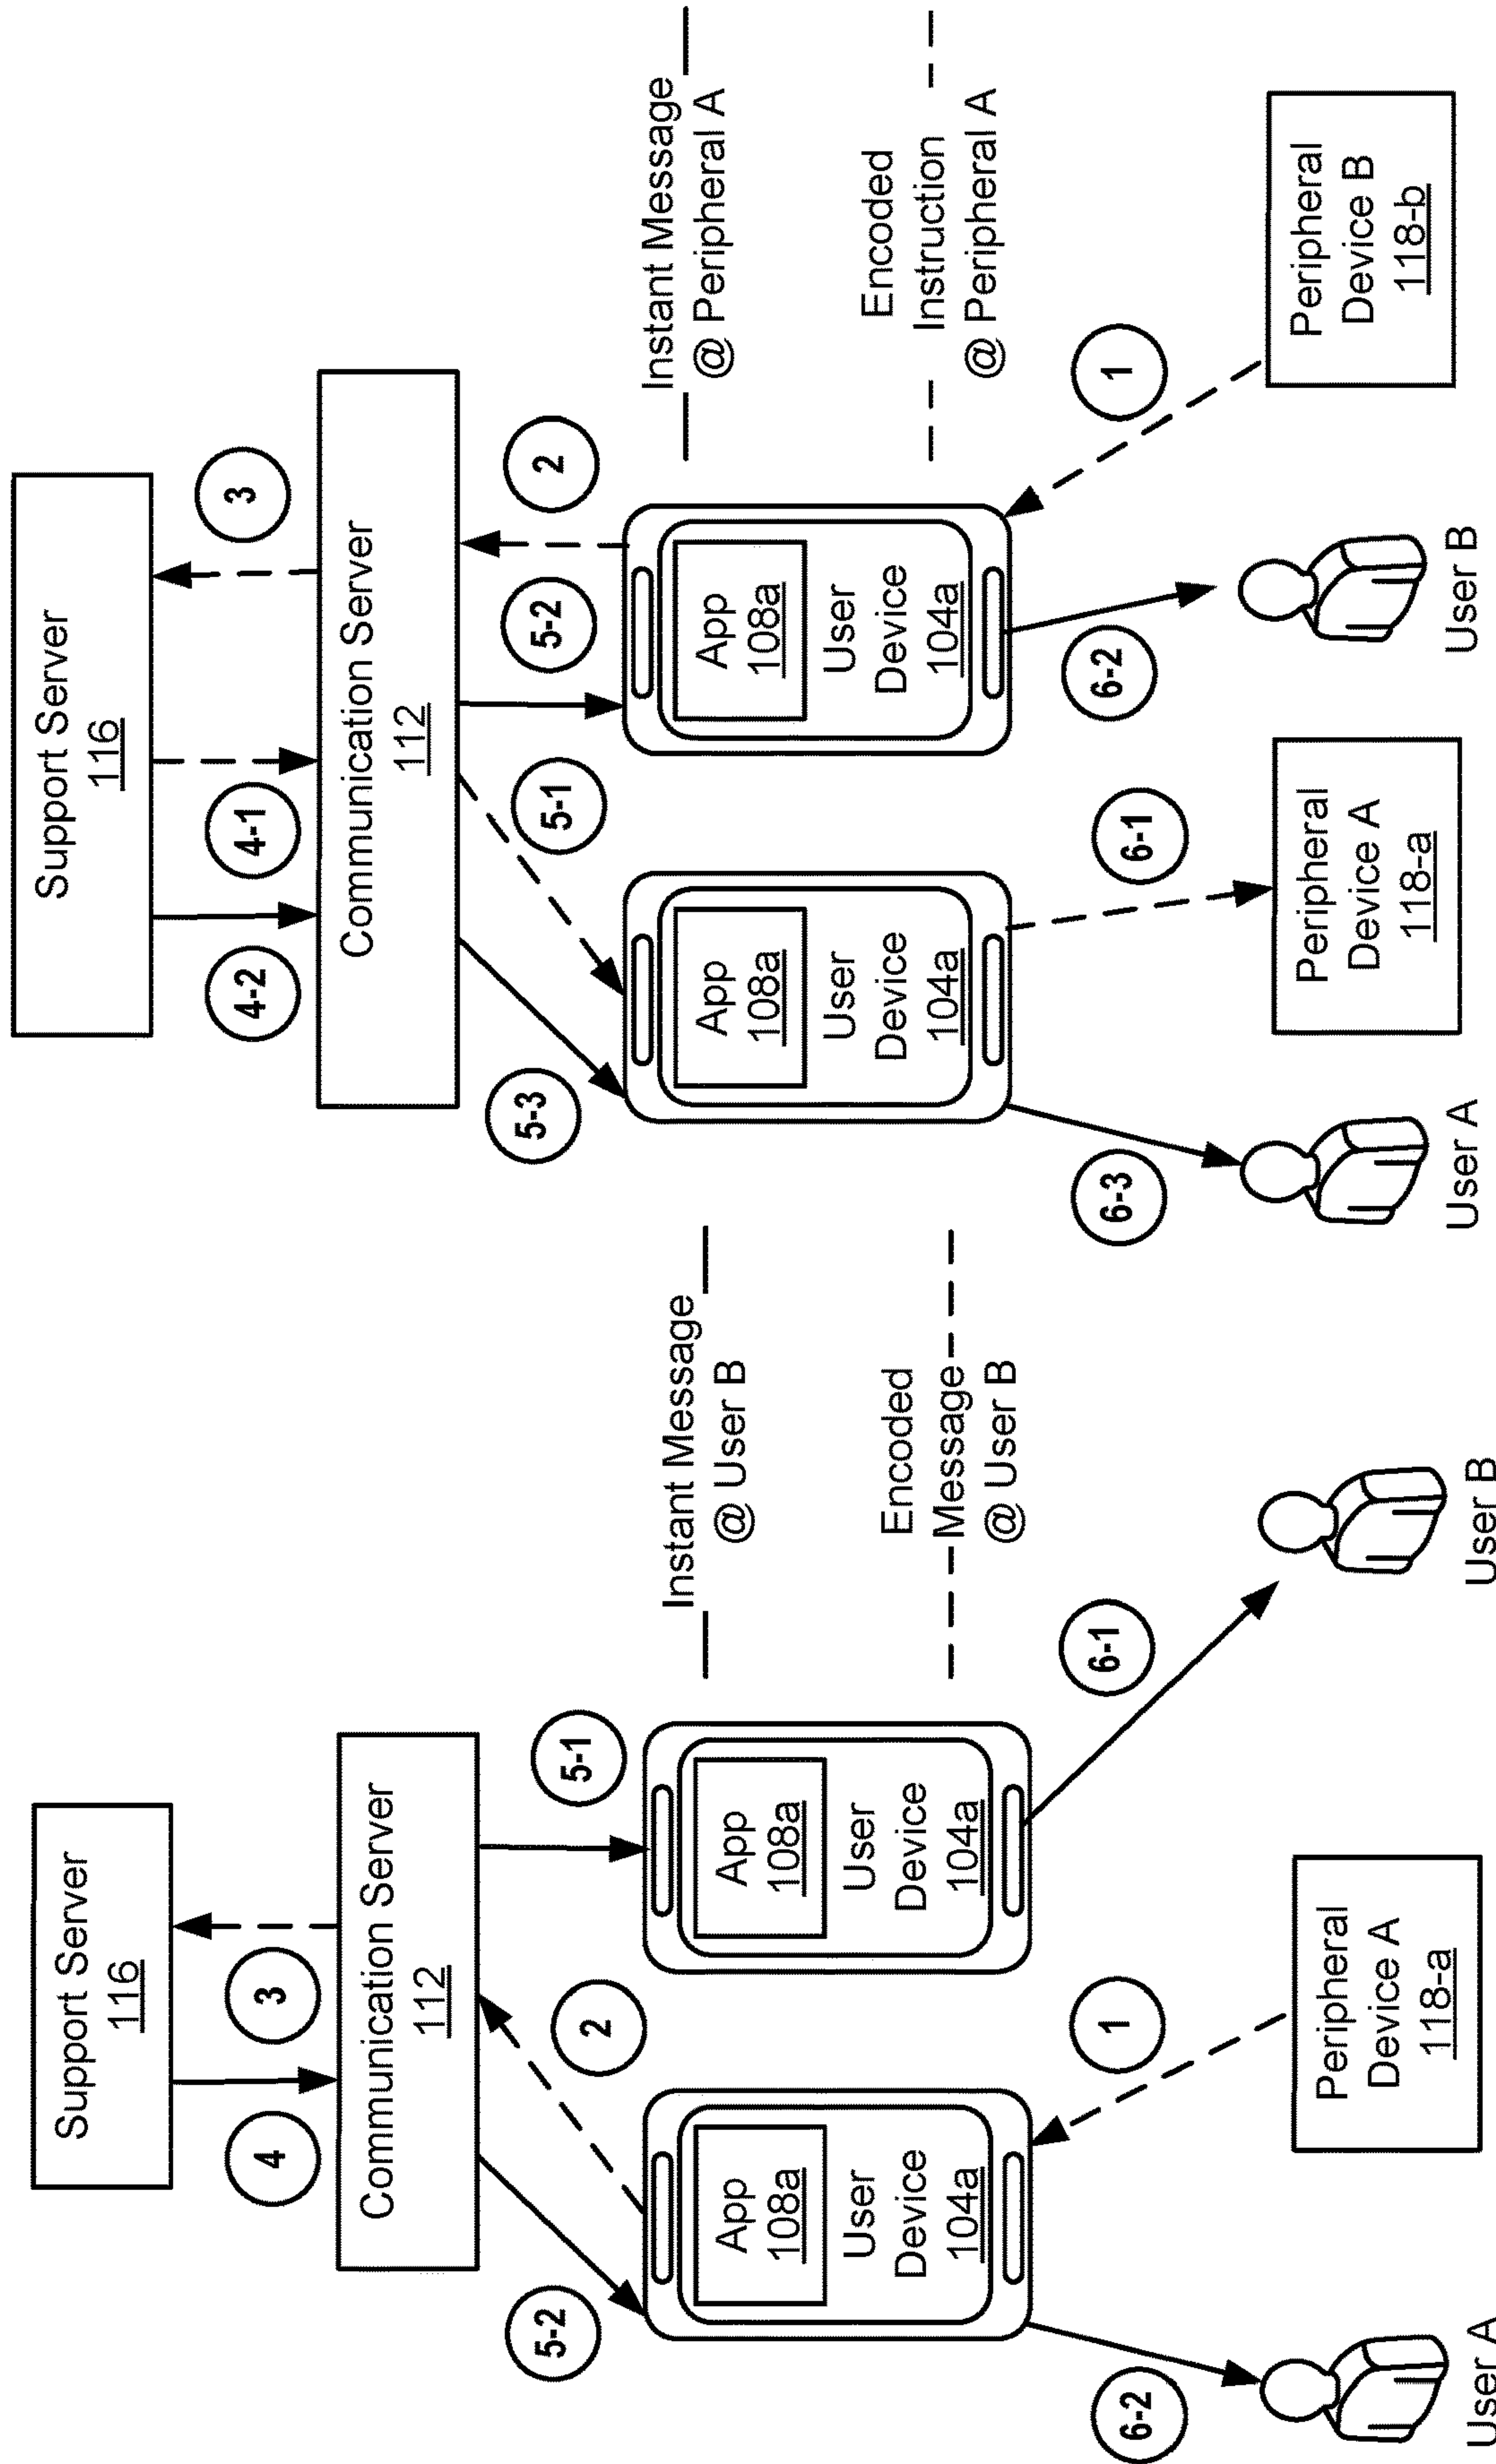 Support Server
116
3
4
Communication Server
112
5-2
2
5-1
App
108a
User
Device
104a
App
108a
User
Device
104a
Instant Message
@ User B
Encoded
Message
@ User B
6-2
1
6-1
User A
Peripheral
Device A
118-a
User B
Support Server
116
4-2
4-1
3
Communication Server
112
5-3
5-1
5-2
2
App
108a
User
Device
104a
App
108a
User
Device
104a
Instant Message
@ Peripheral A
Encoded
Instruction
@ Peripheral A
6-3
6-1
6-2
1
User A
Peripheral
Device A
118-a
User B
Peripheral
Device B
118-b